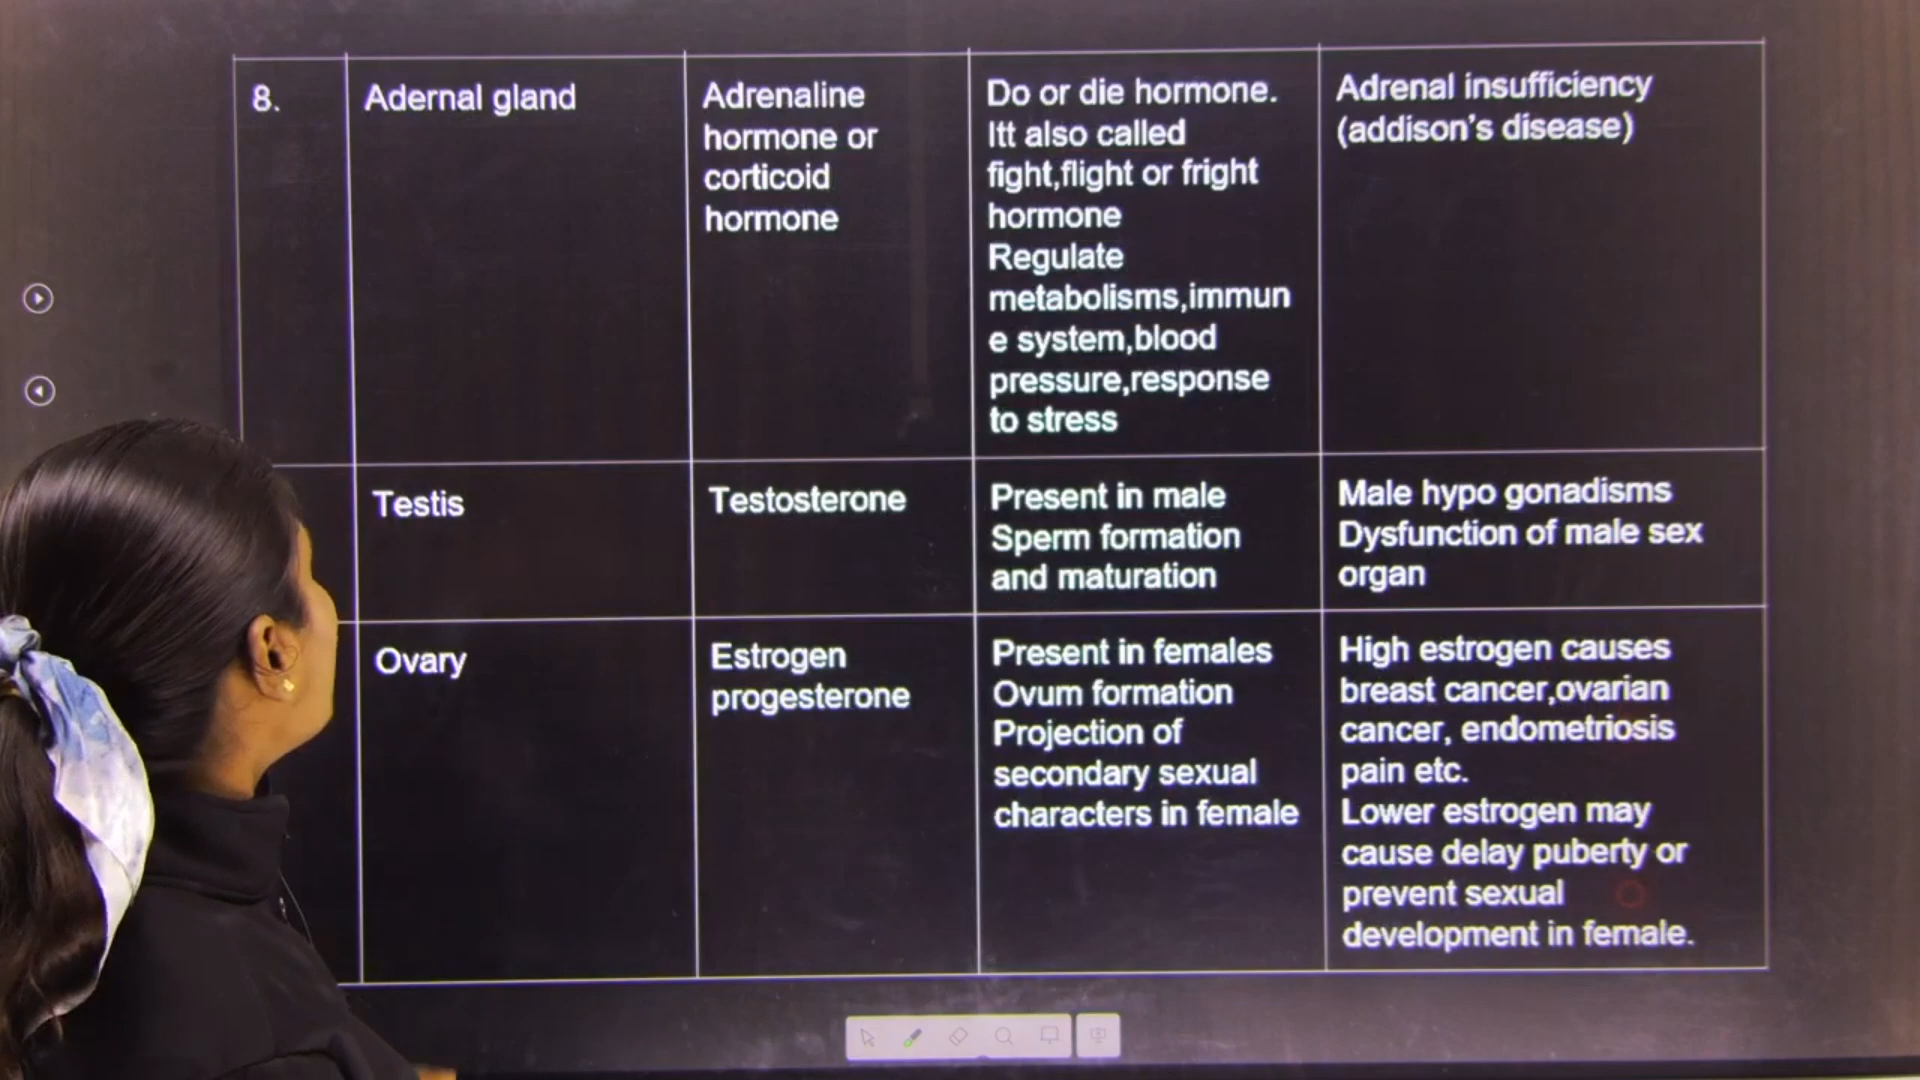 8.
Adernal gland
Adrenaline
hormone or
corticoid
hormone
Do or die hormone.
Itt also called
fight,flight or fright
hormone
Regulate
metabolisms,immun
e system,blood
pressure,response
to stress
Adrenal insufficiency
(addison's disease)
Testis
Testosterone
Present in male
Sperm formation
and maturation
Male hypo gonadisms
Dysfunction of male sex
organ
Ovary
Estrogen
progesterone
Present in females
Ovum formation
Projection of
secondary sexual
characters in female
High estrogen causes
breast cancer,ovarian
cancer, endometriosis
pain etc.
Lower estrogen may
cause delay puberty or
prevent sexual
development in female.